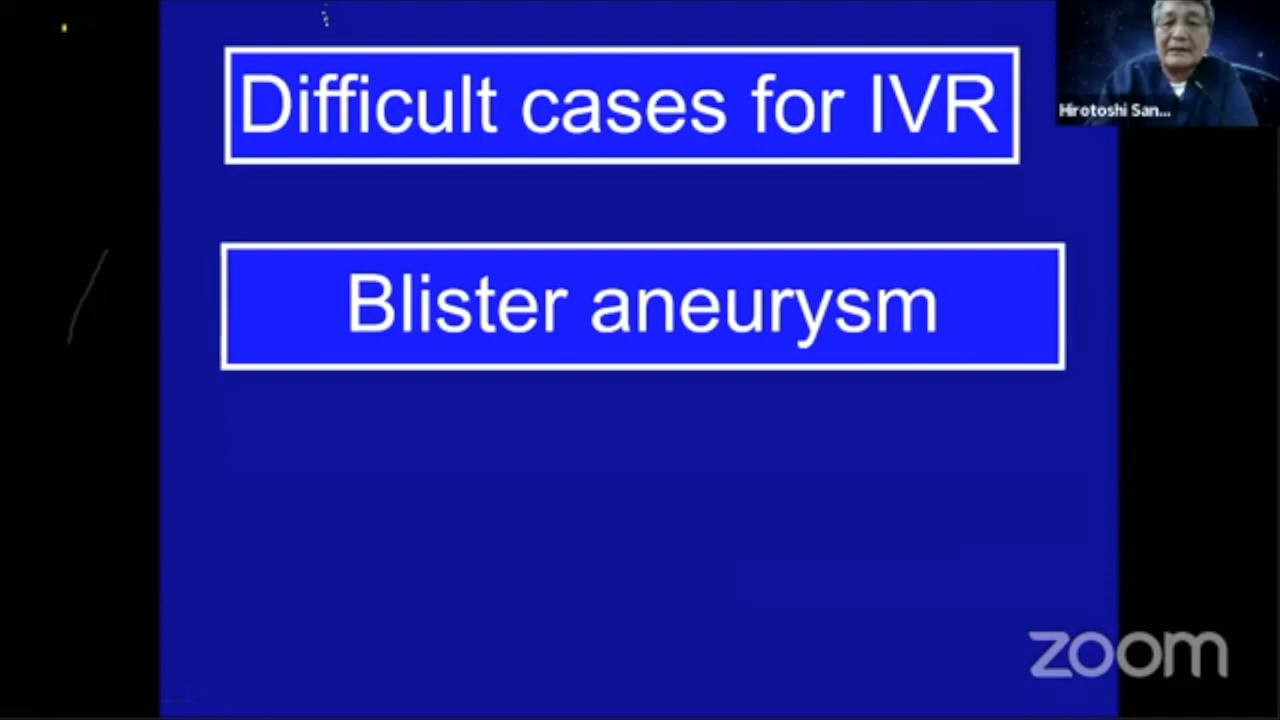 Difficult cases for IVR
Hirotoshi San...
Blister aneurysm
zoom